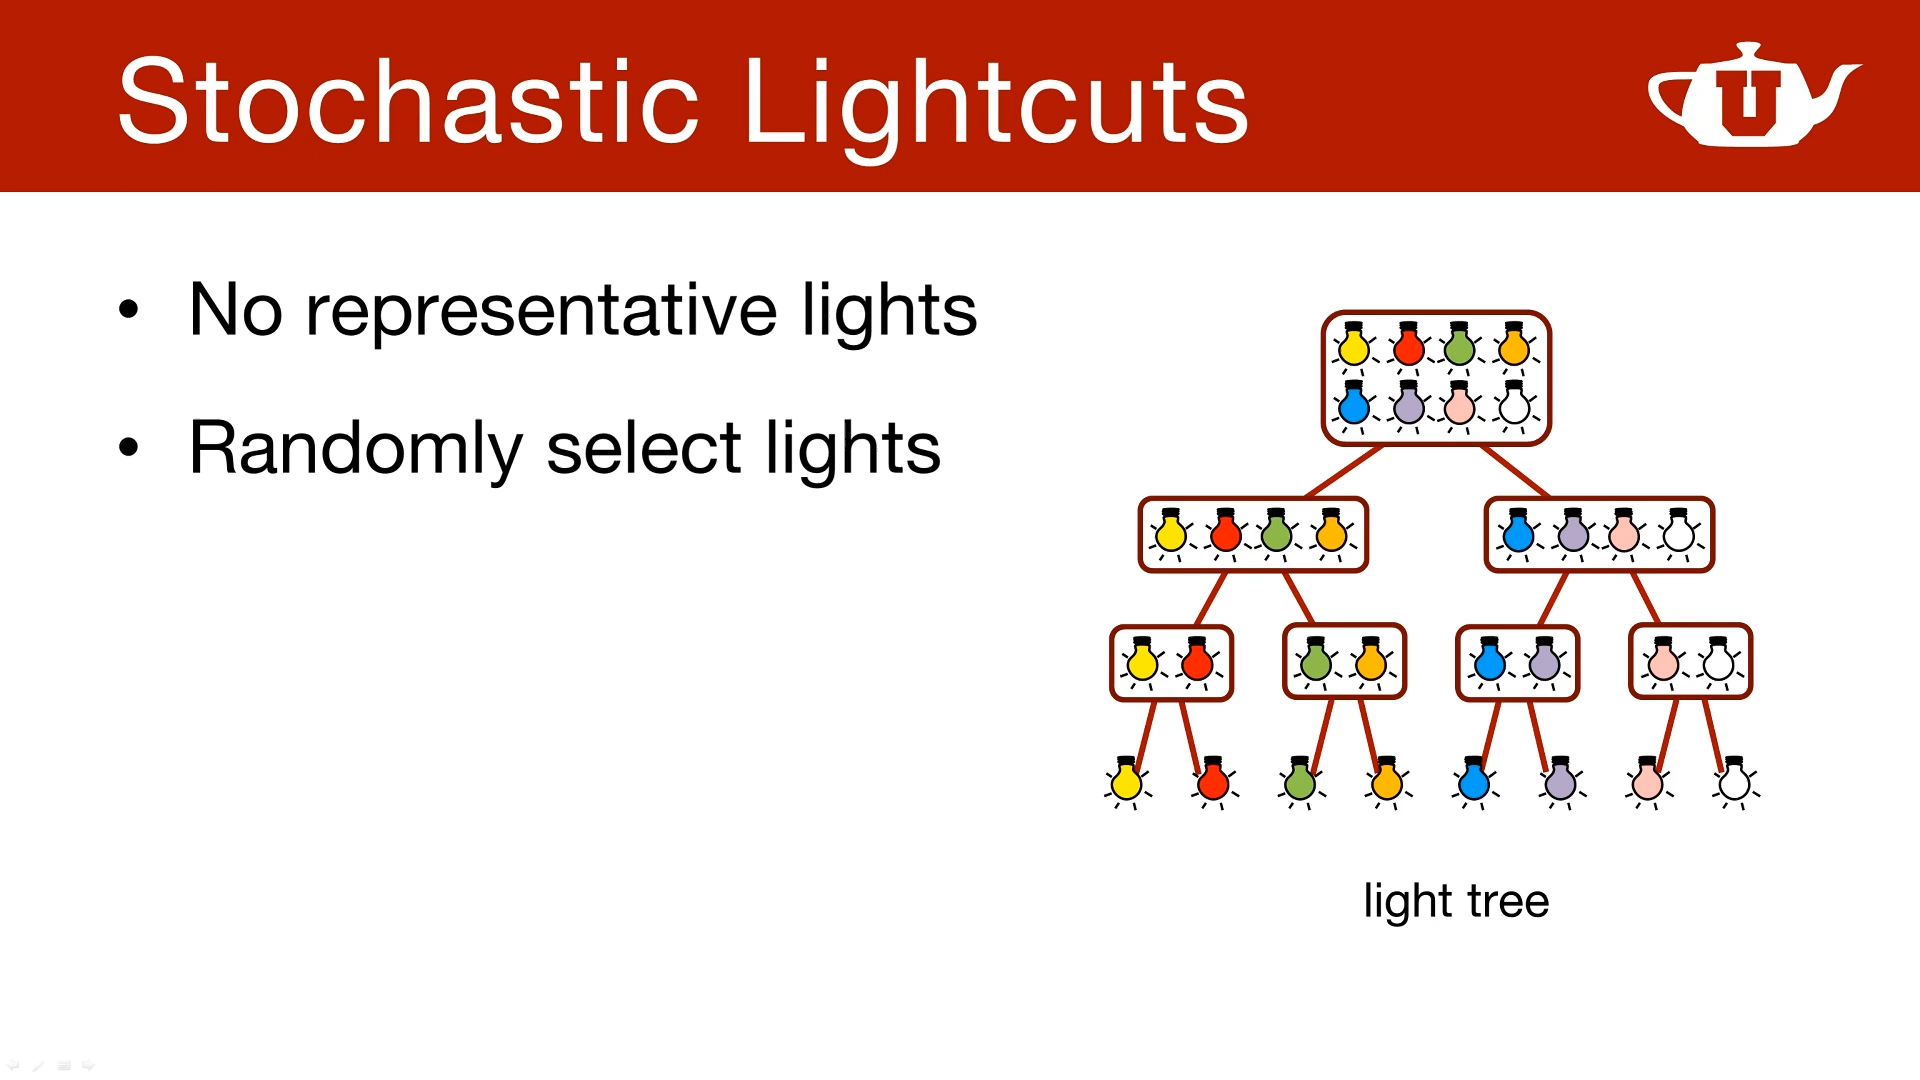 Stochastic Lightcuts
U
• No representative lights
• Randomly select lights
light tree